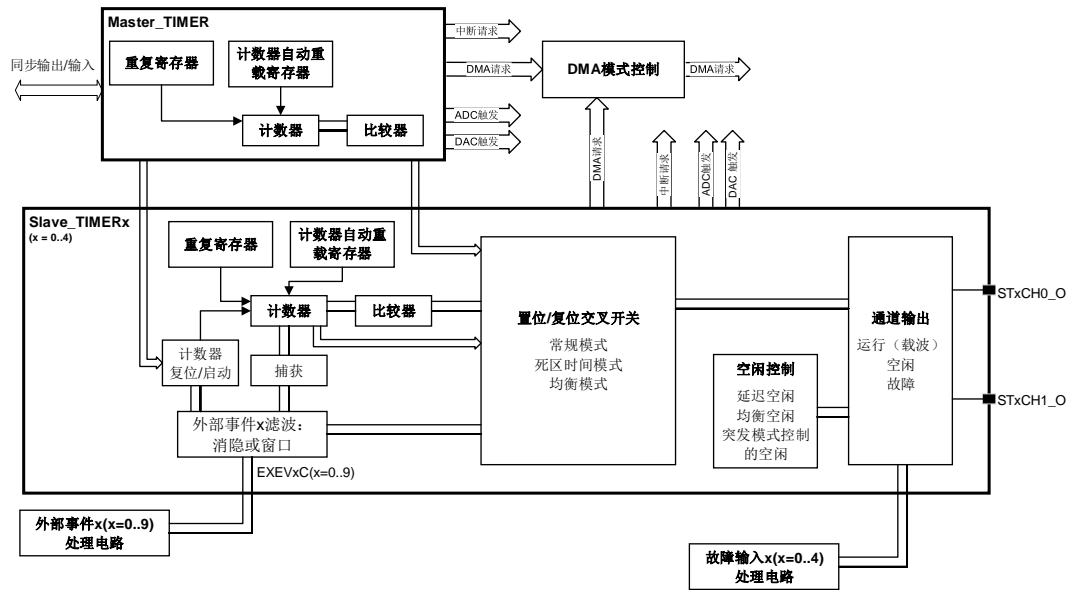 Master_TIMER
同步输出/输入
重复寄存器
计数器自动重
载寄存器
计数器
比较器
中断请求
DMA请求
DMA模式控制
DMA请求
ADC触发
DAC触发
DMA请求
中断请求
ADC触发
DAC 触发
Slave_TIMERx
(x = 0..4)
重复寄存器
计数器自动重
载寄存器
计数器
比较器
计数器
复位/启动
捕获
外部事件x滤波:
消隐或窗口
EXEVxC(x=0..9)
置位/复位交叉开关
常规模式
死区时间模式
均衡模式
空闲控制
延迟空闲
均衡空闲
突发模式控制
的空闲
通道输出
运行（载波）
空闲
故障
STxCH0_O
STxCH1_O
外部事件x(x=0..9)
处理电路
故障输入x(x=0..4)
处理电路